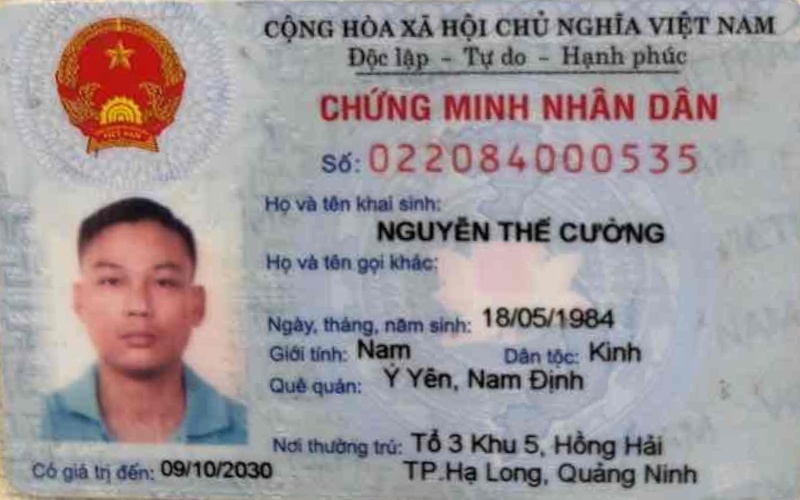 CỘNG HÒA XÃ HỘI CHỦ NGHĨA VIỆT NAM
Độc lập - Tự do - Hạnh phúc
CHỨNG MINH NHÂN DÂN
Số: 022084000535
Họ và tên khai sinh:
NGUYỄN THẾ CƯỜNG
Họ và tên gọi khác:
Ngày, tháng, năm sinh: 18/05/1984
Giới tính: Nam Dân tộc: Kinh
Quê quán: Ý Yên, Nam Định
Nơi thường trú: Tổ 3 Khu 5, Hồng Hải
TP.Hạ Long, Quảng Ninh
Có giá trị đến: 09/10/2030
VIỆT NAM